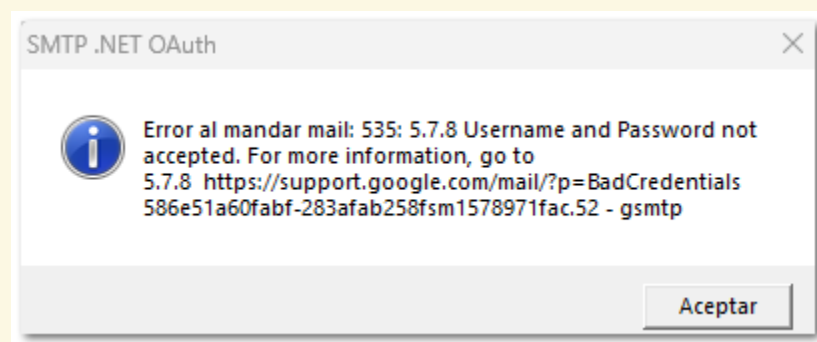 SMTP .NET OAuth
Error al mandar mail: 535: 5.7.8 Username and Password not
accepted. For more information, go to
5.7.8 https://support.google.com/mail/?p=BadCredentials
586e51a60fabf-283afab258fsm1578971fac.52 - gsmtp
Aceptar